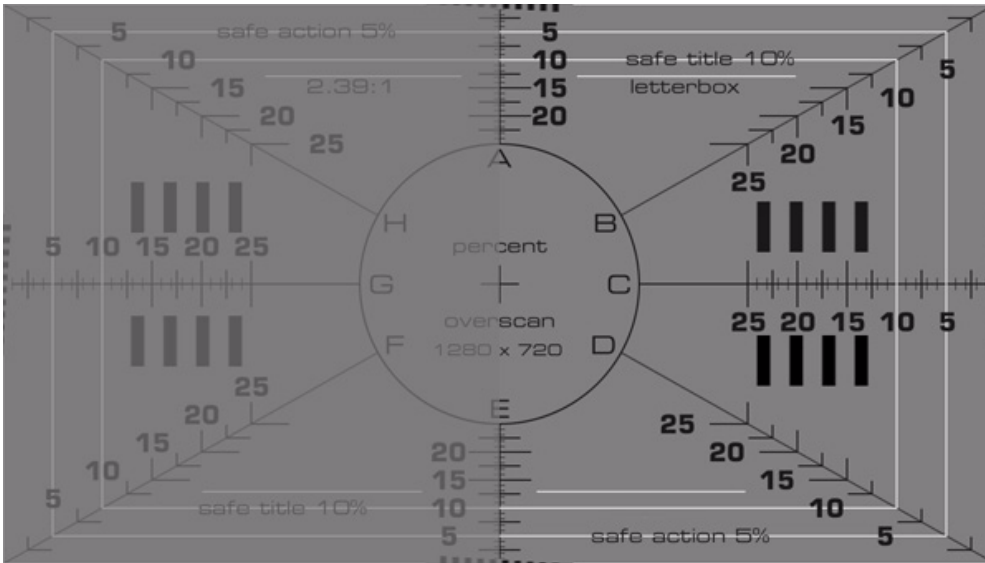 safe action 5%
safe title 10%
2.39:1
letterbox
5 5 5
10 10 10
15 15 15
20 20 20
25 25
A
H B
percent
5 10 15 20 25
G C
overscan
25 20 15 10 5
F D
1280 x 720
E
25 25
20 20 20
15 15 15
10 10 10
5 5 5
safe title 10%
safe action 5%